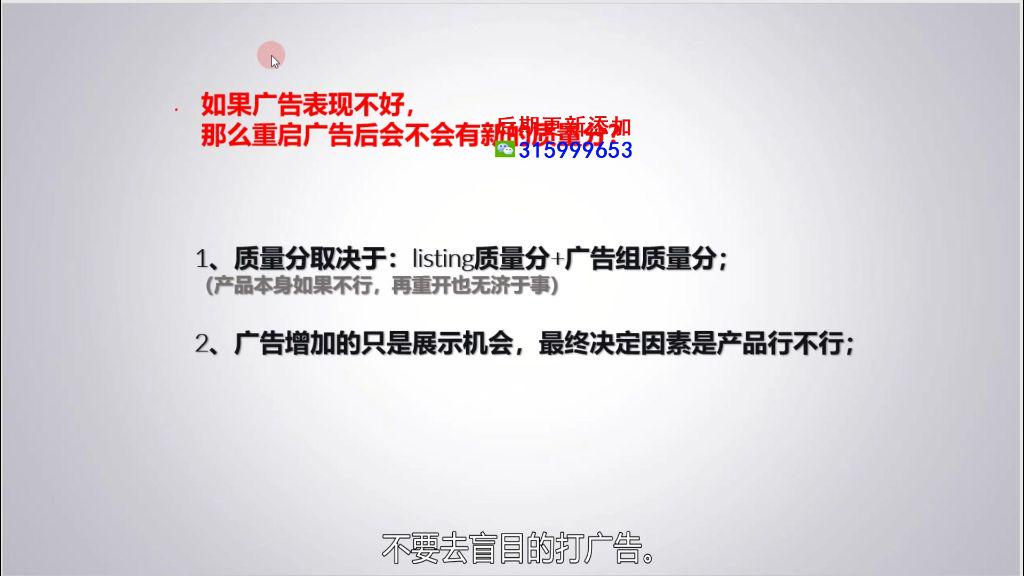 如果广告表现不好，
那么重启广告后会不会有新的质量分？
后期更新添加
315999653
1、质量分取决于：listing质量分+广告组质量分；
（产品本身如果不行，再重开也无济于事）
2、广告增加的只是展示机会，最终决定因素是产品行不行；
不要去盲目的打广告。